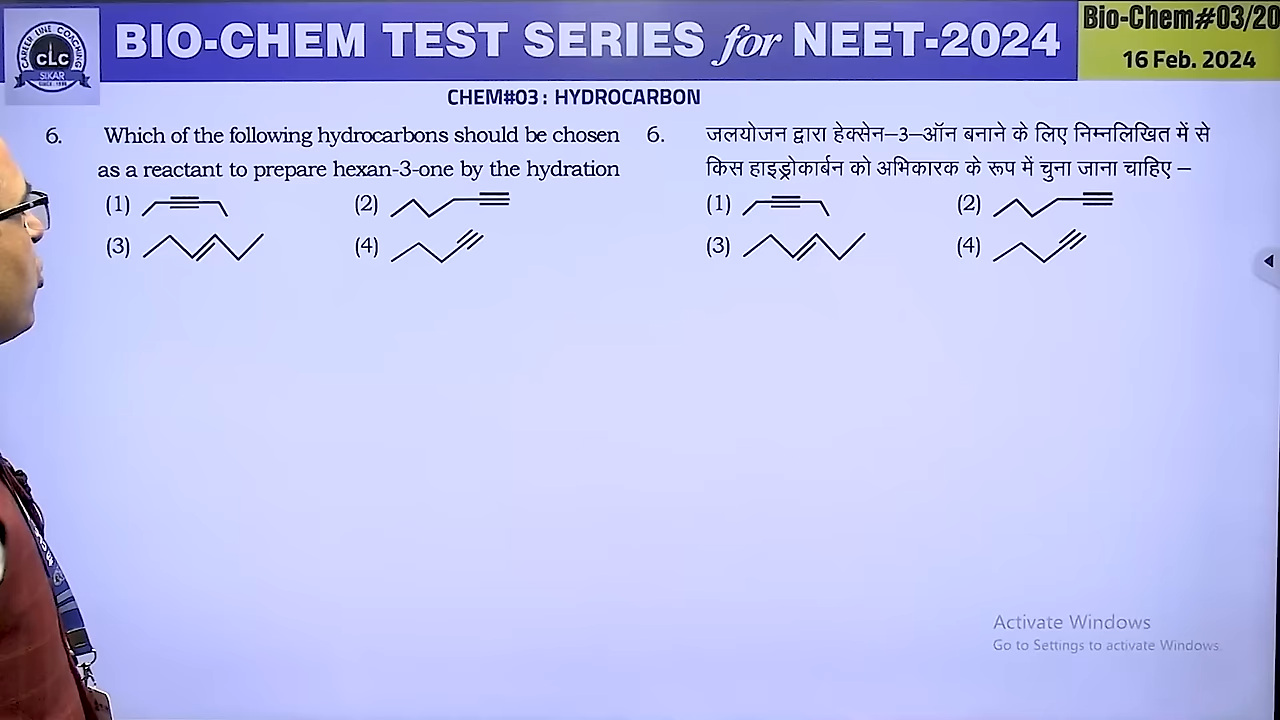 CAREER LINE COACHING
CLC
SIKAR
SINCE : 1996
BIO-CHEM TEST SERIES for NEET-2024
Bio-Chem#03/20
16 Feb. 2024
CHEM#03 : HYDROCARBON
6. Which of the following hydrocarbons should be chosen
as a reactant to prepare hexan-3-one by the hydration
(1) (2)
(3) (4)
6. जलयोजन द्वारा हेक्सेन–3–ऑन बनाने के लिए निम्नलिखित में से
किस हाइड्रोकार्बन को अभिकारक के रूप में चुना जाना चाहिए –
(1) (2)
(3) (4)
Activate Windows
Go to Settings to activate Windows.